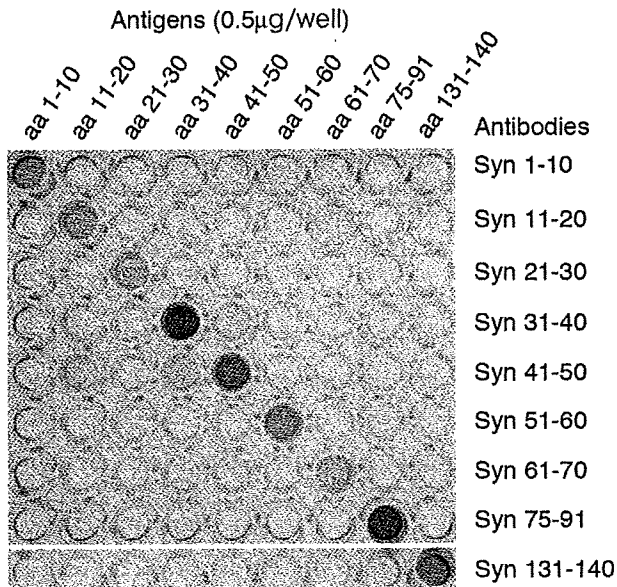 Antigens (0.5µg/well)
aa 1-10
aa 11-20
aa 21-30
aa 31-40
aa 41-50
aa 51-60
aa 61-70
aa 75-91
aa 131-140
Antibodies
Syn 1-10
Syn 11-20
Syn 21-30
Syn 31-40
Syn 41-50
Syn 51-60
Syn 61-70
Syn 75-91
Syn 131-140